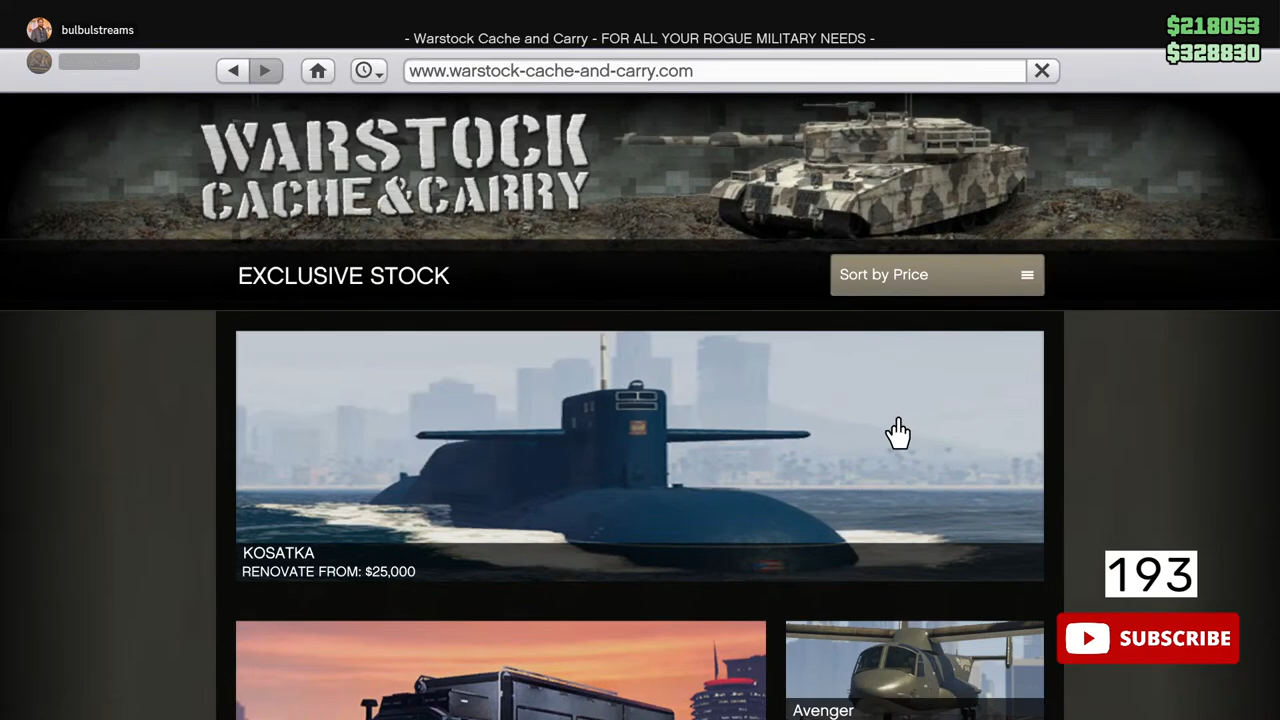 bulbulstreams
- Warstock Cache and Carry - FOR ALL YOUR ROGUE MILITARY NEEDS -
$218053
$328830
www.warstock-cache-and-carry.com
WARSTOCK
CACHE & CARRY
EXCLUSIVE STOCK
Sort by Price
KOSATKA
RENOVATE FROM: $25,000
193
SUBSCRIBE
Avenger